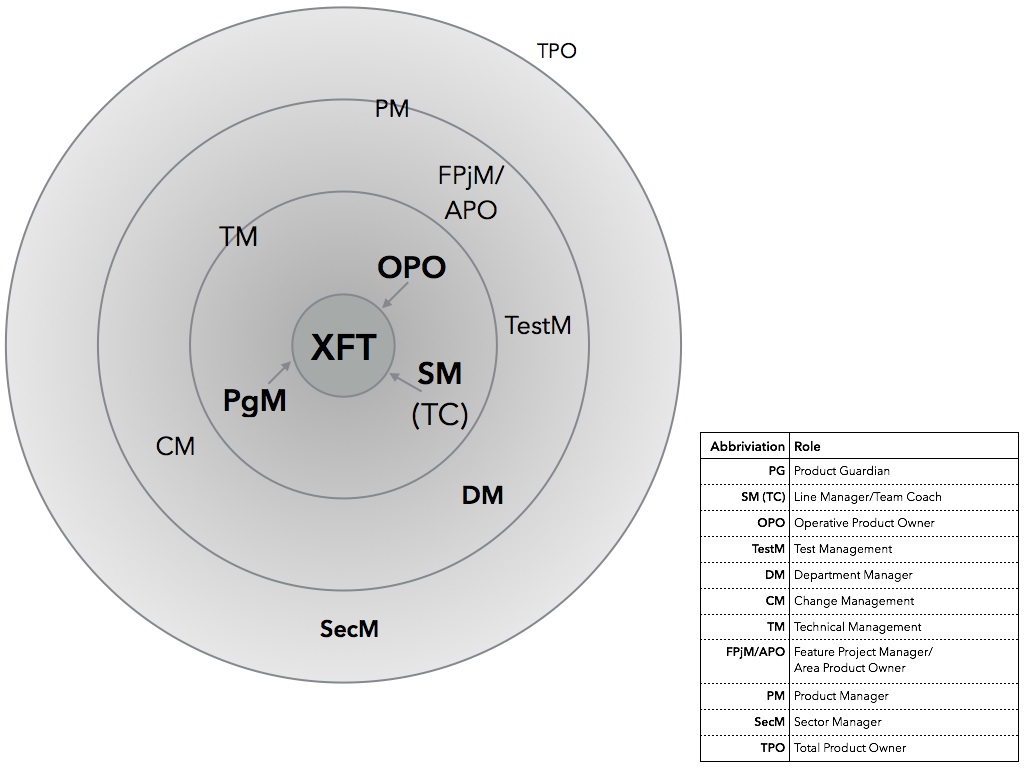 TPO
PM
FPjM/
APO
TM
OPO
TestM
XFT
SM
(TC)
PgM
CM
DM
SecM
Abbriviation Role
PG Product Guardian
SM (TC) Line Manager/Team Coach
OPO Operative Product Owner
TestM Test Management
DM Department Manager
CM Change Management
TM Technical Management
FPjM/APO Feature Project Manager/
Area Product Owner
PM Product Manager
SecM Sector Manager
TPO Total Product Owner